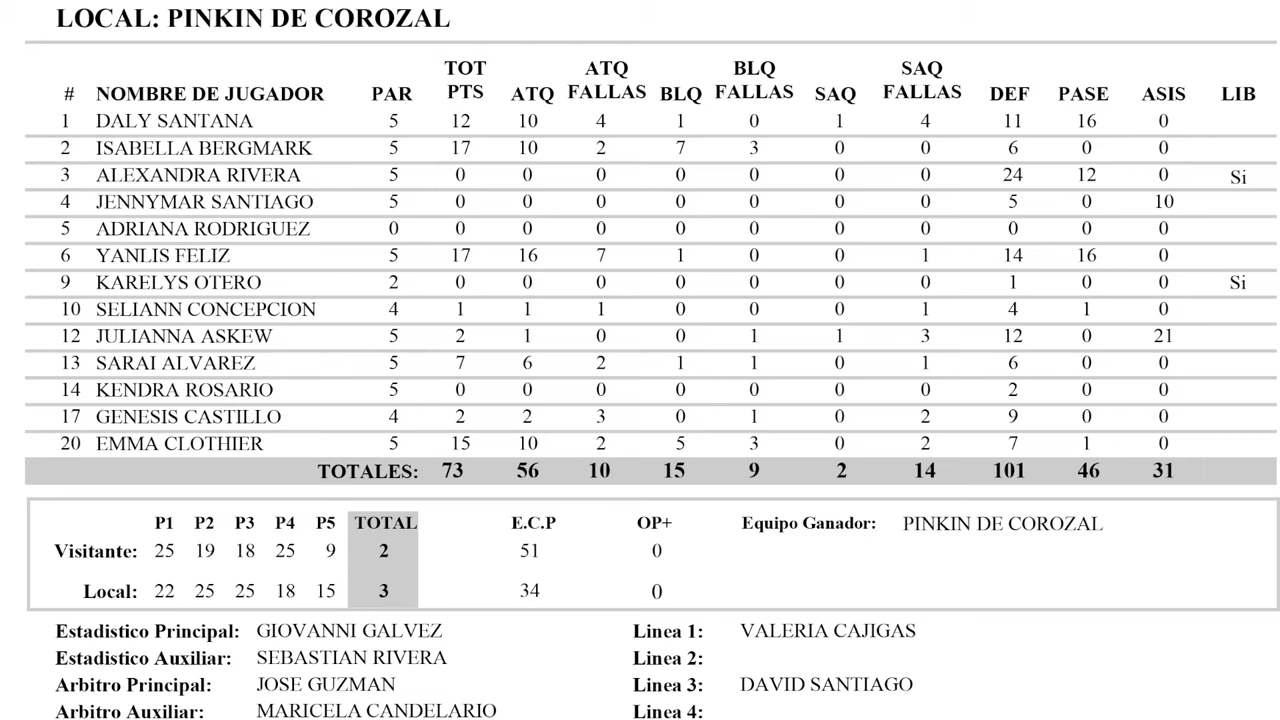 LOCAL: PINKIN DE COROZAL
# NOMBRE DE JUGADOR PAR TOT PTS ATQ ATQ FALLAS BLQ BLQ FALLAS SAQ SAQ FALLAS DEF PASE ASIS LIB
1 DALY SANTANA 5 12 10 4 1 0 1 4 11 16 0
2 ISABELLA BERGMARK 5 17 10 2 7 3 0 0 6 0 0
3 ALEXANDRA RIVERA 5 0 0 0 0 0 0 0 24 12 0 Si
4 JENNYMAR SANTIAGO 5 0 0 0 0 0 0 0 5 0 10
5 ADRIANA RODRIGUEZ 0 0 0 0 0 0 0 0 0 0 0
6 YANLIS FELIZ 5 17 16 7 1 0 0 1 14 16 0
9 KARELYS OTERO 2 0 0 0 0 0 0 0 1 0 0 Si
10 SELIANN CONCEPCION 4 1 1 1 0 0 0 1 4 1 0
12 JULIANNA ASKEW 5 2 1 0 0 1 1 3 12 0 21
13 SARAI ALVAREZ 5 7 6 2 1 1 0 1 6 0 0
14 KENDRA ROSARIO 5 0 0 0 0 0 0 0 2 0 0
17 GENESIS CASTILLO 4 2 2 3 0 1 0 2 9 0 0
20 EMMA CLOTHIER 5 15 10 2 5 3 0 2 7 1 0
TOTALES: 73 56 10 15 9 2 14 101 46 31
P1 P2 P3 P4 P5 TOTAL E.C.P OP+ Equipo Ganador: PINKIN DE COROZAL
Visitante: 25 19 18 25 9 2 51 0
Local: 22 25 25 18 15 3 34 0
Estadistico Principal: GIOVANNI GALVEZ Linea 1: VALERIA CAJIGAS
Estadistico Auxiliar: SEBASTIAN RIVERA Linea 2:
Arbitro Principal: JOSE GUZMAN Linea 3: DAVID SANTIAGO
Arbitro Auxiliar: MARICELA CANDELARIO Linea 4: